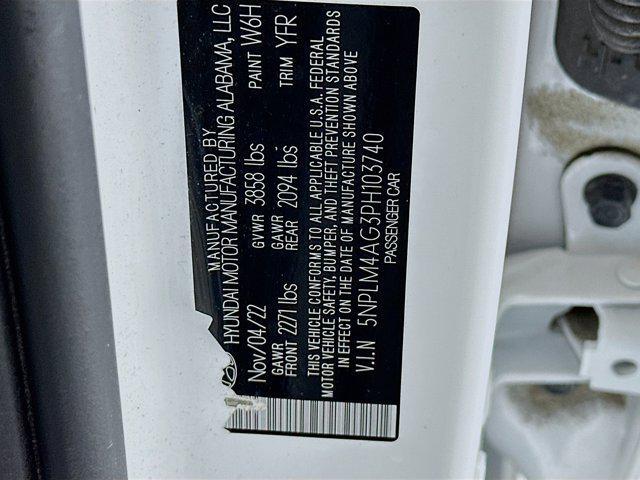 MANUFACTURED BY
HYUNDAI MOTOR MANUFACTURING ALABAMA, LLC
Nov/04/22 GVWR 3858 lbs PAINT W6H
GAWR FRONT 2271 lbs GAWR REAR 2094 lbs TRIM YFR
THIS VEHICLE CONFORMS TO ALL APPLICABLE U.S.A. FEDERAL
MOTOR VEHICLE SAFETY, BUMPER, AND THEFT PREVENTION STANDARDS
IN EFFECT ON THE DATE OF MANUFACTURE SHOWN ABOVE
V.I.N 5NPLM4AG3PH103740
PASSENGER CAR